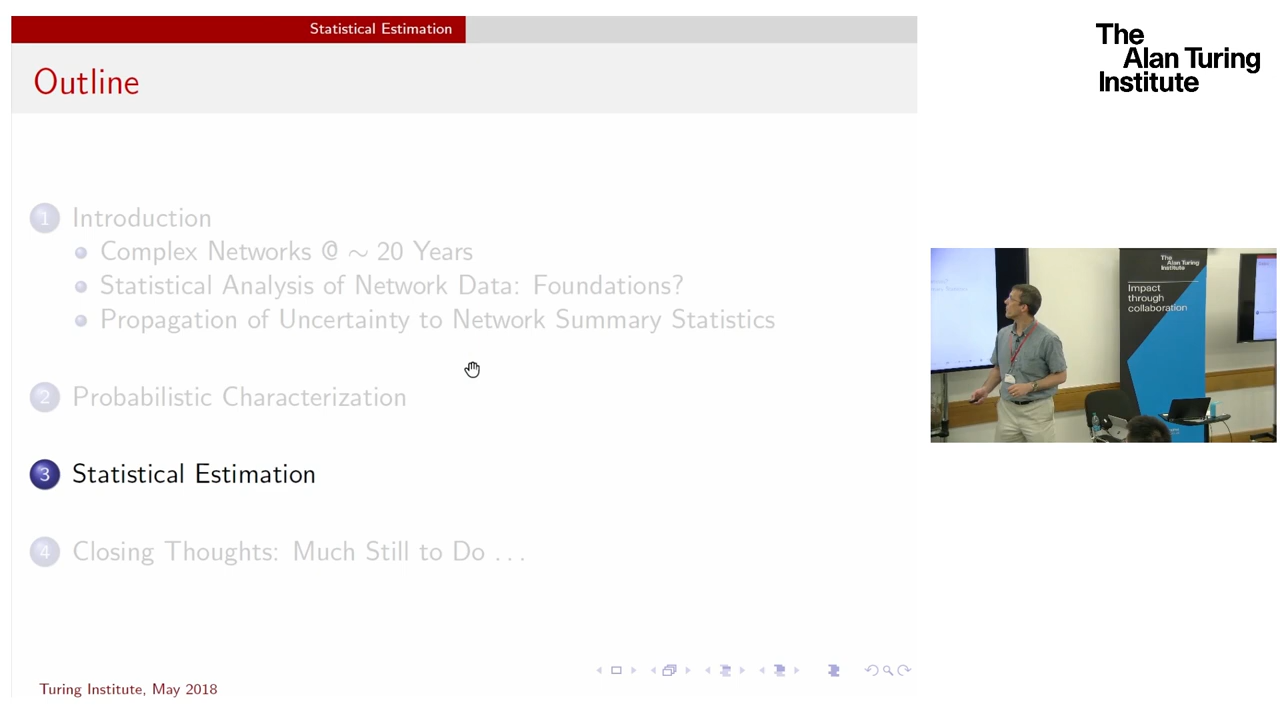 Statistical Estimation
Outline
1 Introduction
Complex Networks @ ∼ 20 Years
Statistical Analysis of Network Data: Foundations?
Propagation of Uncertainty to Network Summary Statistics
2 Probabilistic Characterization
3 Statistical Estimation
4 Closing Thoughts: Much Still to Do . . .
Turing Institute, May 2018
The
Alan Turing
Institute
The
Alan Turing
Institute
Impact
through
collaboration